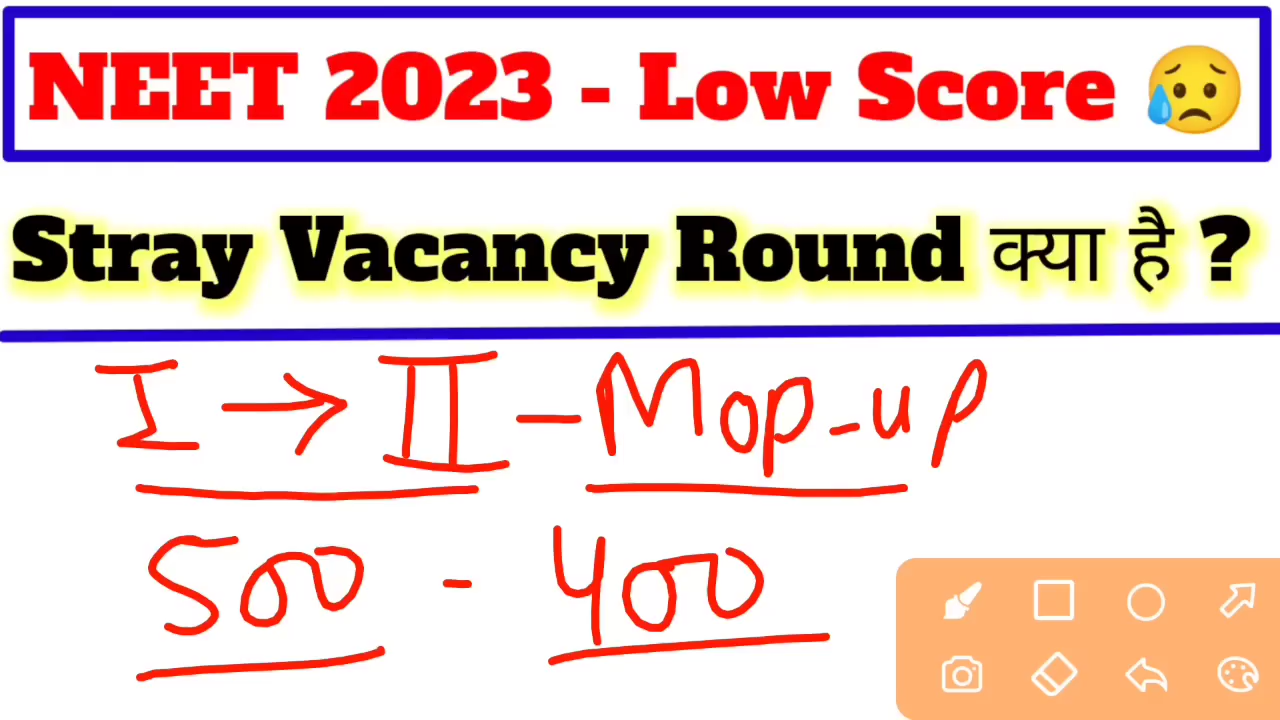 NEET 2023 - Low Score 😥
Stray Vacancy Round क्या है ?
I → II - Mop-up
500 - 400